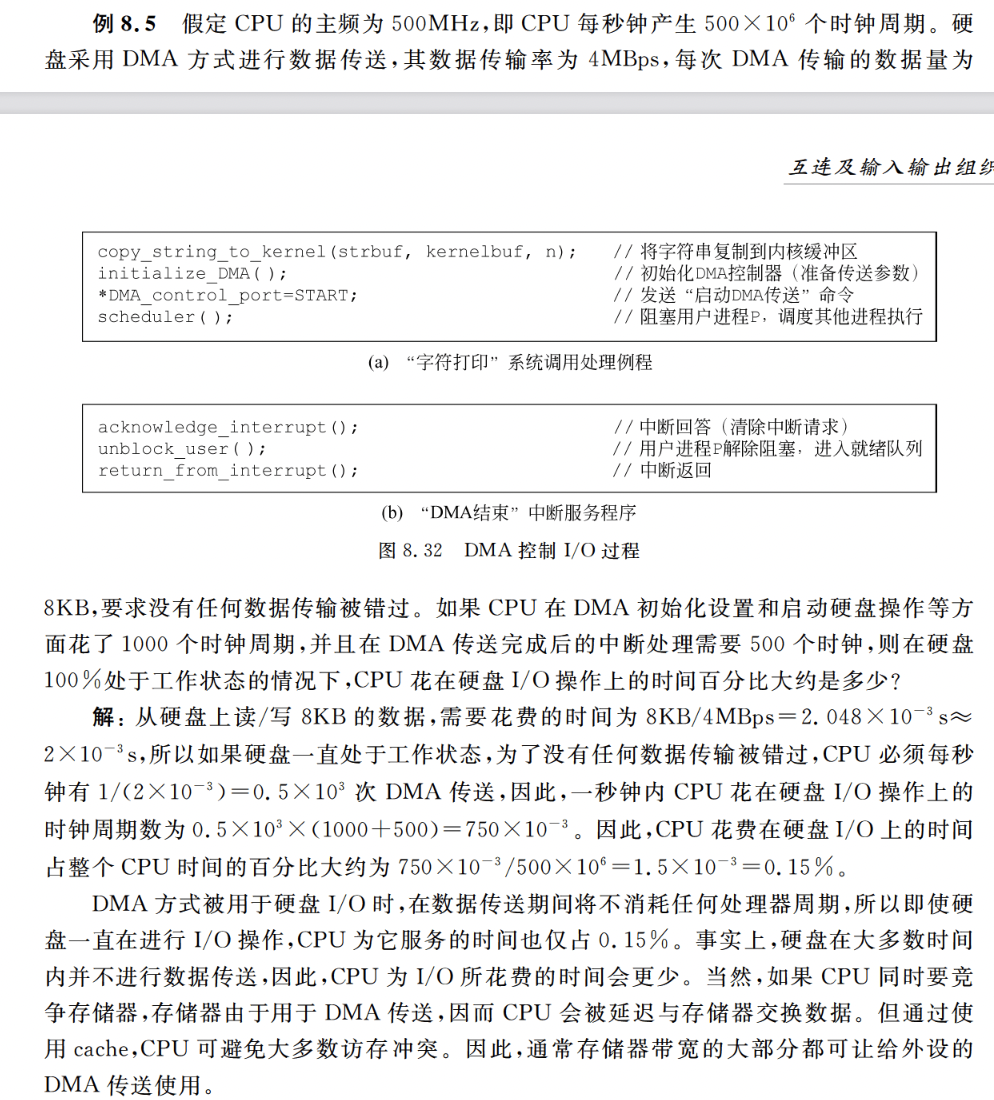 例 8.5 假定 CPU 的主频为 500MHz,即 CPU 每秒钟产生 500×10⁶ 个时钟周期。硬
盘采用 DMA 方式进行数据传送,其数据传输率为 4MBps,每次 DMA 传输的数据量为
互连及输入输出组织
copy_string_to_kernel(strbuf, kernelbuf, n); // 将字符串复制到内核缓冲区
initialize_DMA( ); // 初始化DMA控制器（准备传送参数）
*DMA_control_port=START; // 发送“启动DMA传送”命令
scheduler( ); // 阻塞用户进程P，调度其他进程执行
(a) “字符打印”系统调用处理例程
acknowledge_interrupt(); // 中断回答（清除中断请求）
unblock_user( ); // 用户进程P解除阻塞，进入就绪队列
return_from_interrupt(); // 中断返回
(b) “DMA结束”中断服务程序
图 8.32 DMA 控制 I/O 过程
8KB,要求没有任何数据传输被错过。如果 CPU 在 DMA 初始化设置和启动硬盘操作等方
面花了 1000 个时钟周期,并且在 DMA 传送完成后的中断处理需要 500 个时钟,则在硬盘
100%处于工作状态的情况下,CPU 花在硬盘 I/O 操作上的时间百分比大约是多少?
解: 从硬盘上读/写 8KB 的数据,需要花费的时间为 8KB/4MBps=2.048×10⁻³ s≈
2×10⁻³ s,所以如果硬盘一直处于工作状态,为了没有任何数据传输被错过,CPU 必须每秒
钟有 1/(2×10⁻³)=0.5×10³ 次 DMA 传送,因此,一秒钟内 CPU 花在硬盘 I/O 操作上的
时钟周期数为 0.5×10³×(1000+500)=750×10⁻³。因此,CPU 花费在硬盘 I/O 上的时间
占整个 CPU 时间的百分比大约为 750×10⁻³/500×10⁶=1.5×10⁻³=0.15%。
DMA 方式被用于硬盘 I/O 时,在数据传送期间将不消耗任何处理器周期,所以即使硬
盘一直在进行 I/O 操作,CPU 为它服务的时间也仅占 0.15%。事实上,硬盘在大多数时间
内并不进行数据传送,因此,CPU 为 I/O 所花费的时间会更少。当然,如果 CPU 同时要竞
争存储器,存储器由于用于 DMA 传送,因而 CPU 会被延迟与存储器交换数据。但通过使
用 cache,CPU 可避免大多数访存冲突。因此,通常存储器带宽的大部分都可让给外设的
DMA 传送使用。